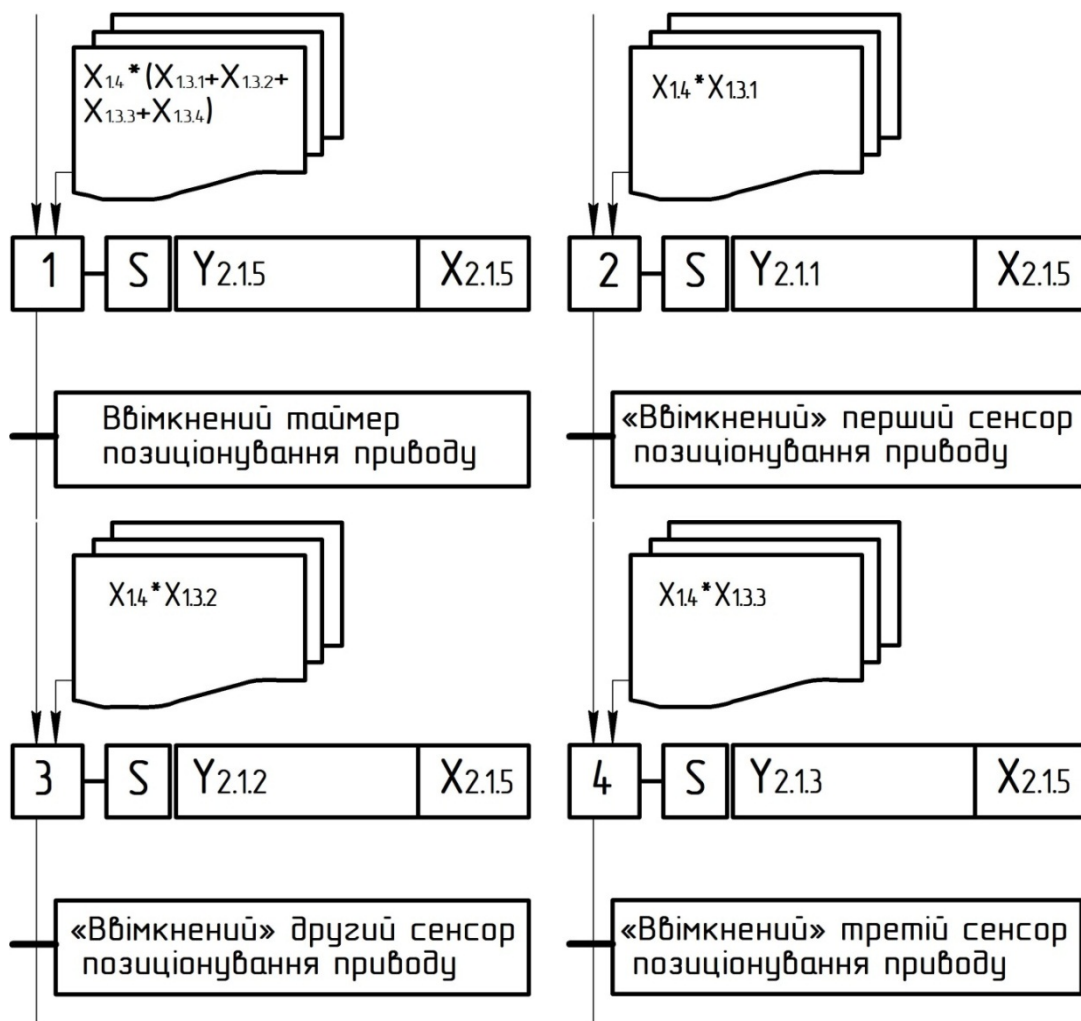 X1.4*(X1.3.1+X1.3.2+
X1.3.3+X1.3.4)
1 S Y2.1.5 X2.1.5
Ввімкнений таймер
позиціонування приводу
X1.4*X1.3.1
2 S Y2.1.1 X2.1.5
«Ввімкнений» перший сенсор
позиціонування приводу
X1.4*X1.3.2
3 S Y2.1.2 X2.1.5
«Ввімкнений» другий сенсор
позиціонування приводу
X1.4*X1.3.3
4 S Y2.1.3 X2.1.5
«Ввімкнений» третій сенсор
позиціонування приводу